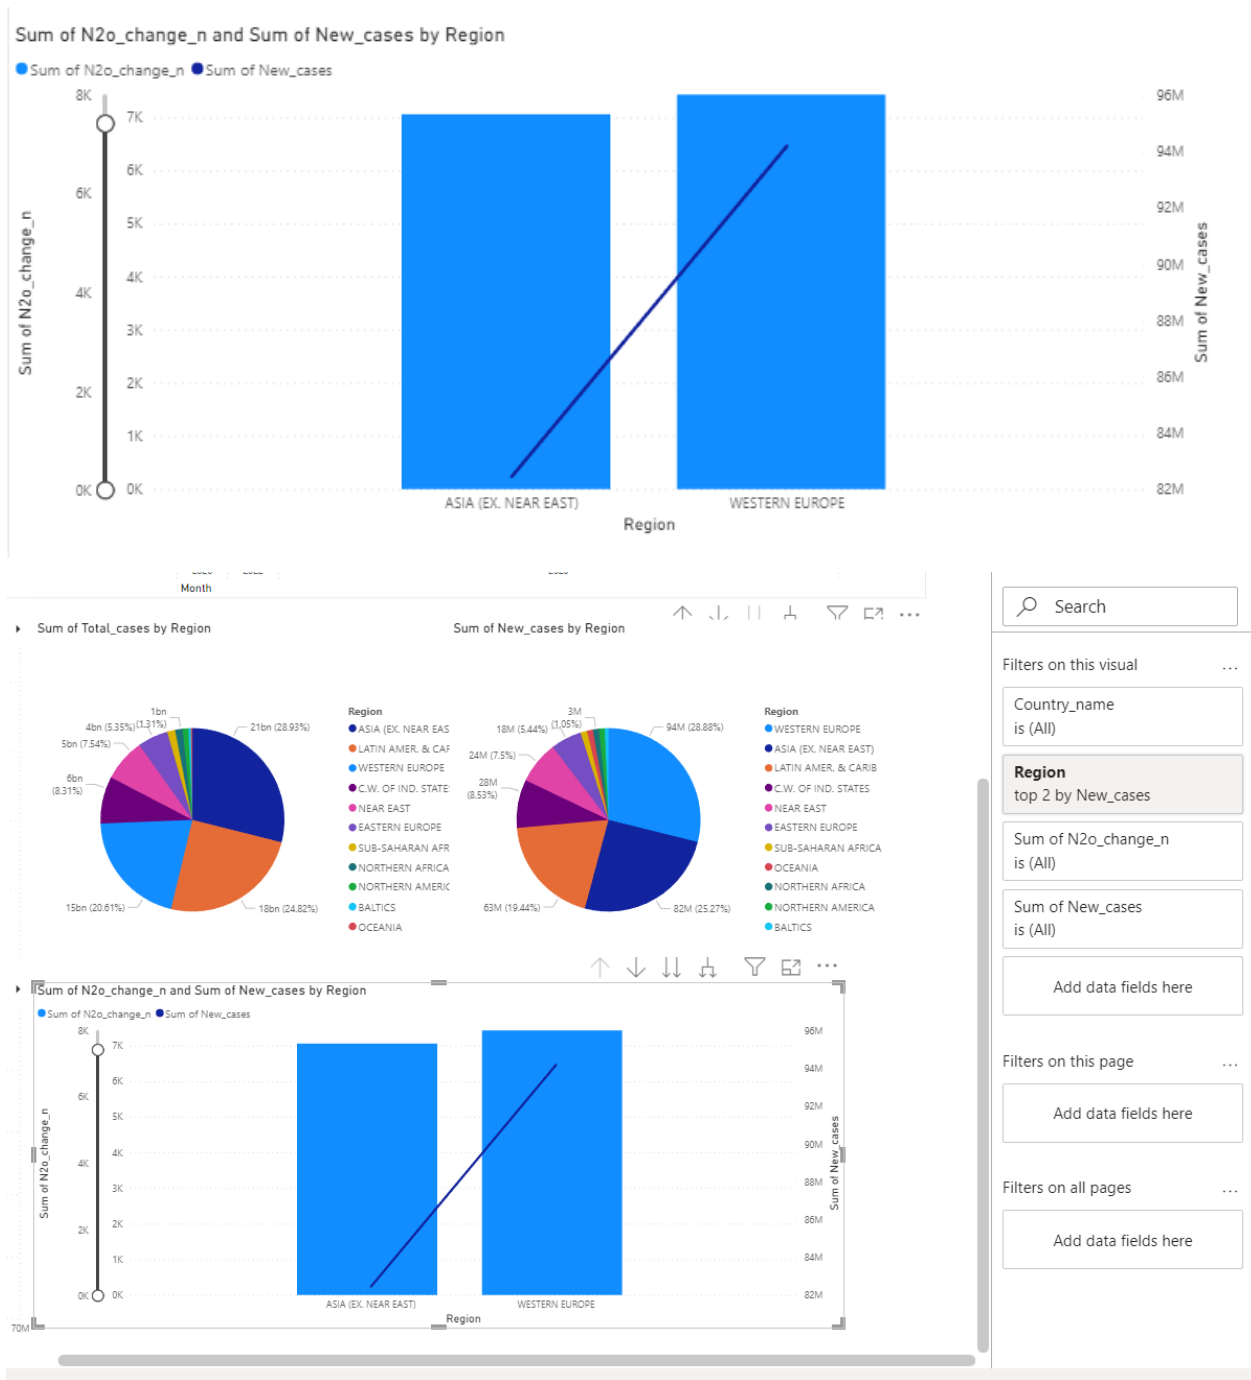 Sum of N2o_change_n and Sum of New_cases by Region
Sum of N2o_change_n Sum of New_cases
8K
6K
4K
2K
0K
7K
6K
5K
4K
3K
2K
1K
0K
96M
94M
92M
90M
88M
86M
84M
82M
Sum of N2o_change_n
Sum of New_cases
ASIA (EX. NEAR EAST) WESTERN EUROPE
Region
Month
Sum of Total_cases by Region
1bn
(1.31%)
4bn (5.35%)
5bn (7.54%)
6bn
(8.31%)
15bn (20.61%)
21bn (28.93%)
18bn (24.82%)
Region
ASIA (EX. NEAR EAS
LATIN AMER. & CAF
WESTERN EUROPE
C.W. OF IND. STATE
NEAR EAST
EASTERN EUROPE
SUB-SAHARAN AFR
NORTHERN AFRICA
NORTHERN AMERIC
BALTICS
OCEANIA
Sum of New_cases by Region
3M
(1.05%)
18M (5.44%)
24M (7.5%)
28M
(8.53%)
63M (19.44%)
94M (28.88%)
82M (25.27%)
Region
WESTERN EUROPE
ASIA (EX. NEAR EAST)
LATIN AMER. & CARIB
C.W. OF IND. STATES
NEAR EAST
EASTERN EUROPE
SUB-SAHARAN AFRICA
OCEANIA
NORTHERN AFRICA
NORTHERN AMERICA
BALTICS
Sum of N2o_change_n and Sum of New_cases by Region
Sum of N2o_change_n Sum of New_cases
8K
6K
4K
2K
0K
7K
6K
5K
4K
3K
2K
1K
0K
96M
94M
92M
90M
88M
86M
84M
82M
Sum of N2o_change_n
Sum of New_cases
ASIA (EX. NEAR EAST) WESTERN EUROPE
Region
70M
Search
Filters on this visual ...
Country_name
is (All)
Region
top 2 by New_cases
Sum of N2o_change_n
is (All)
Sum of New_cases
is (All)
Add data fields here
Filters on this page ...
Add data fields here
Filters on all pages ...
Add data fields here